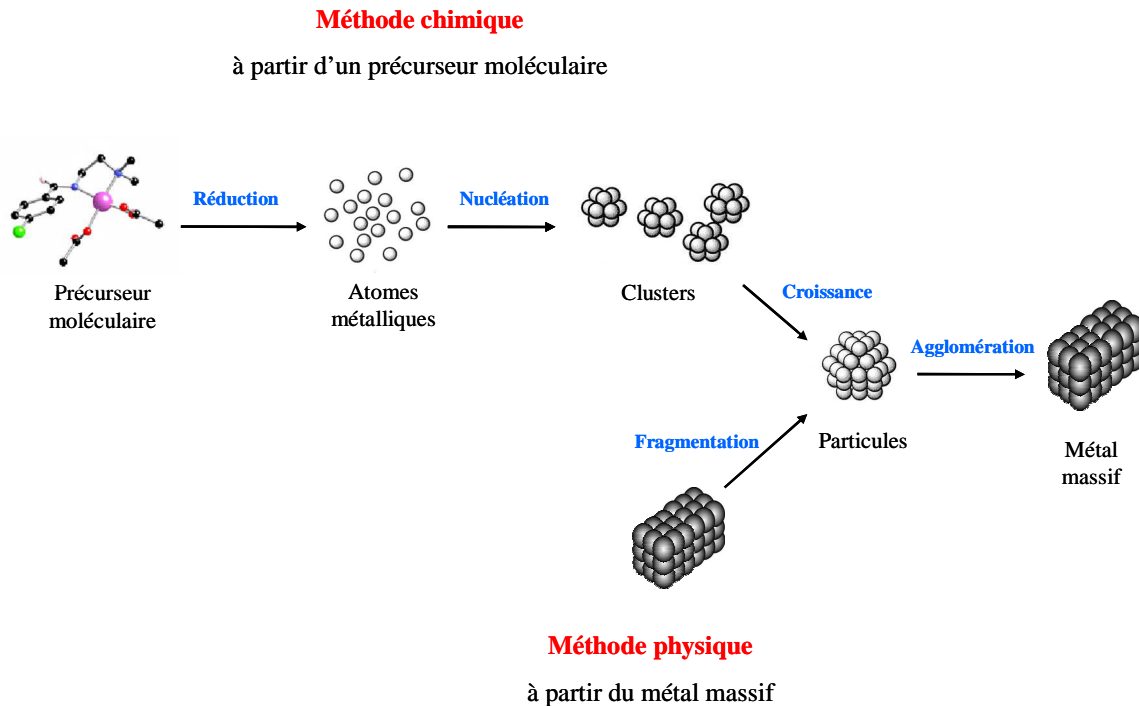 Méthode chimique
à partir d'un précurseur moléculaire
Réduction
Nucléation
Précurseur
moléculaire
Atomes
métalliques
Clusters
Croissance
Agglomération
Fragmentation
Particules
Métal
massif
Méthode physique
à partir du métal massif